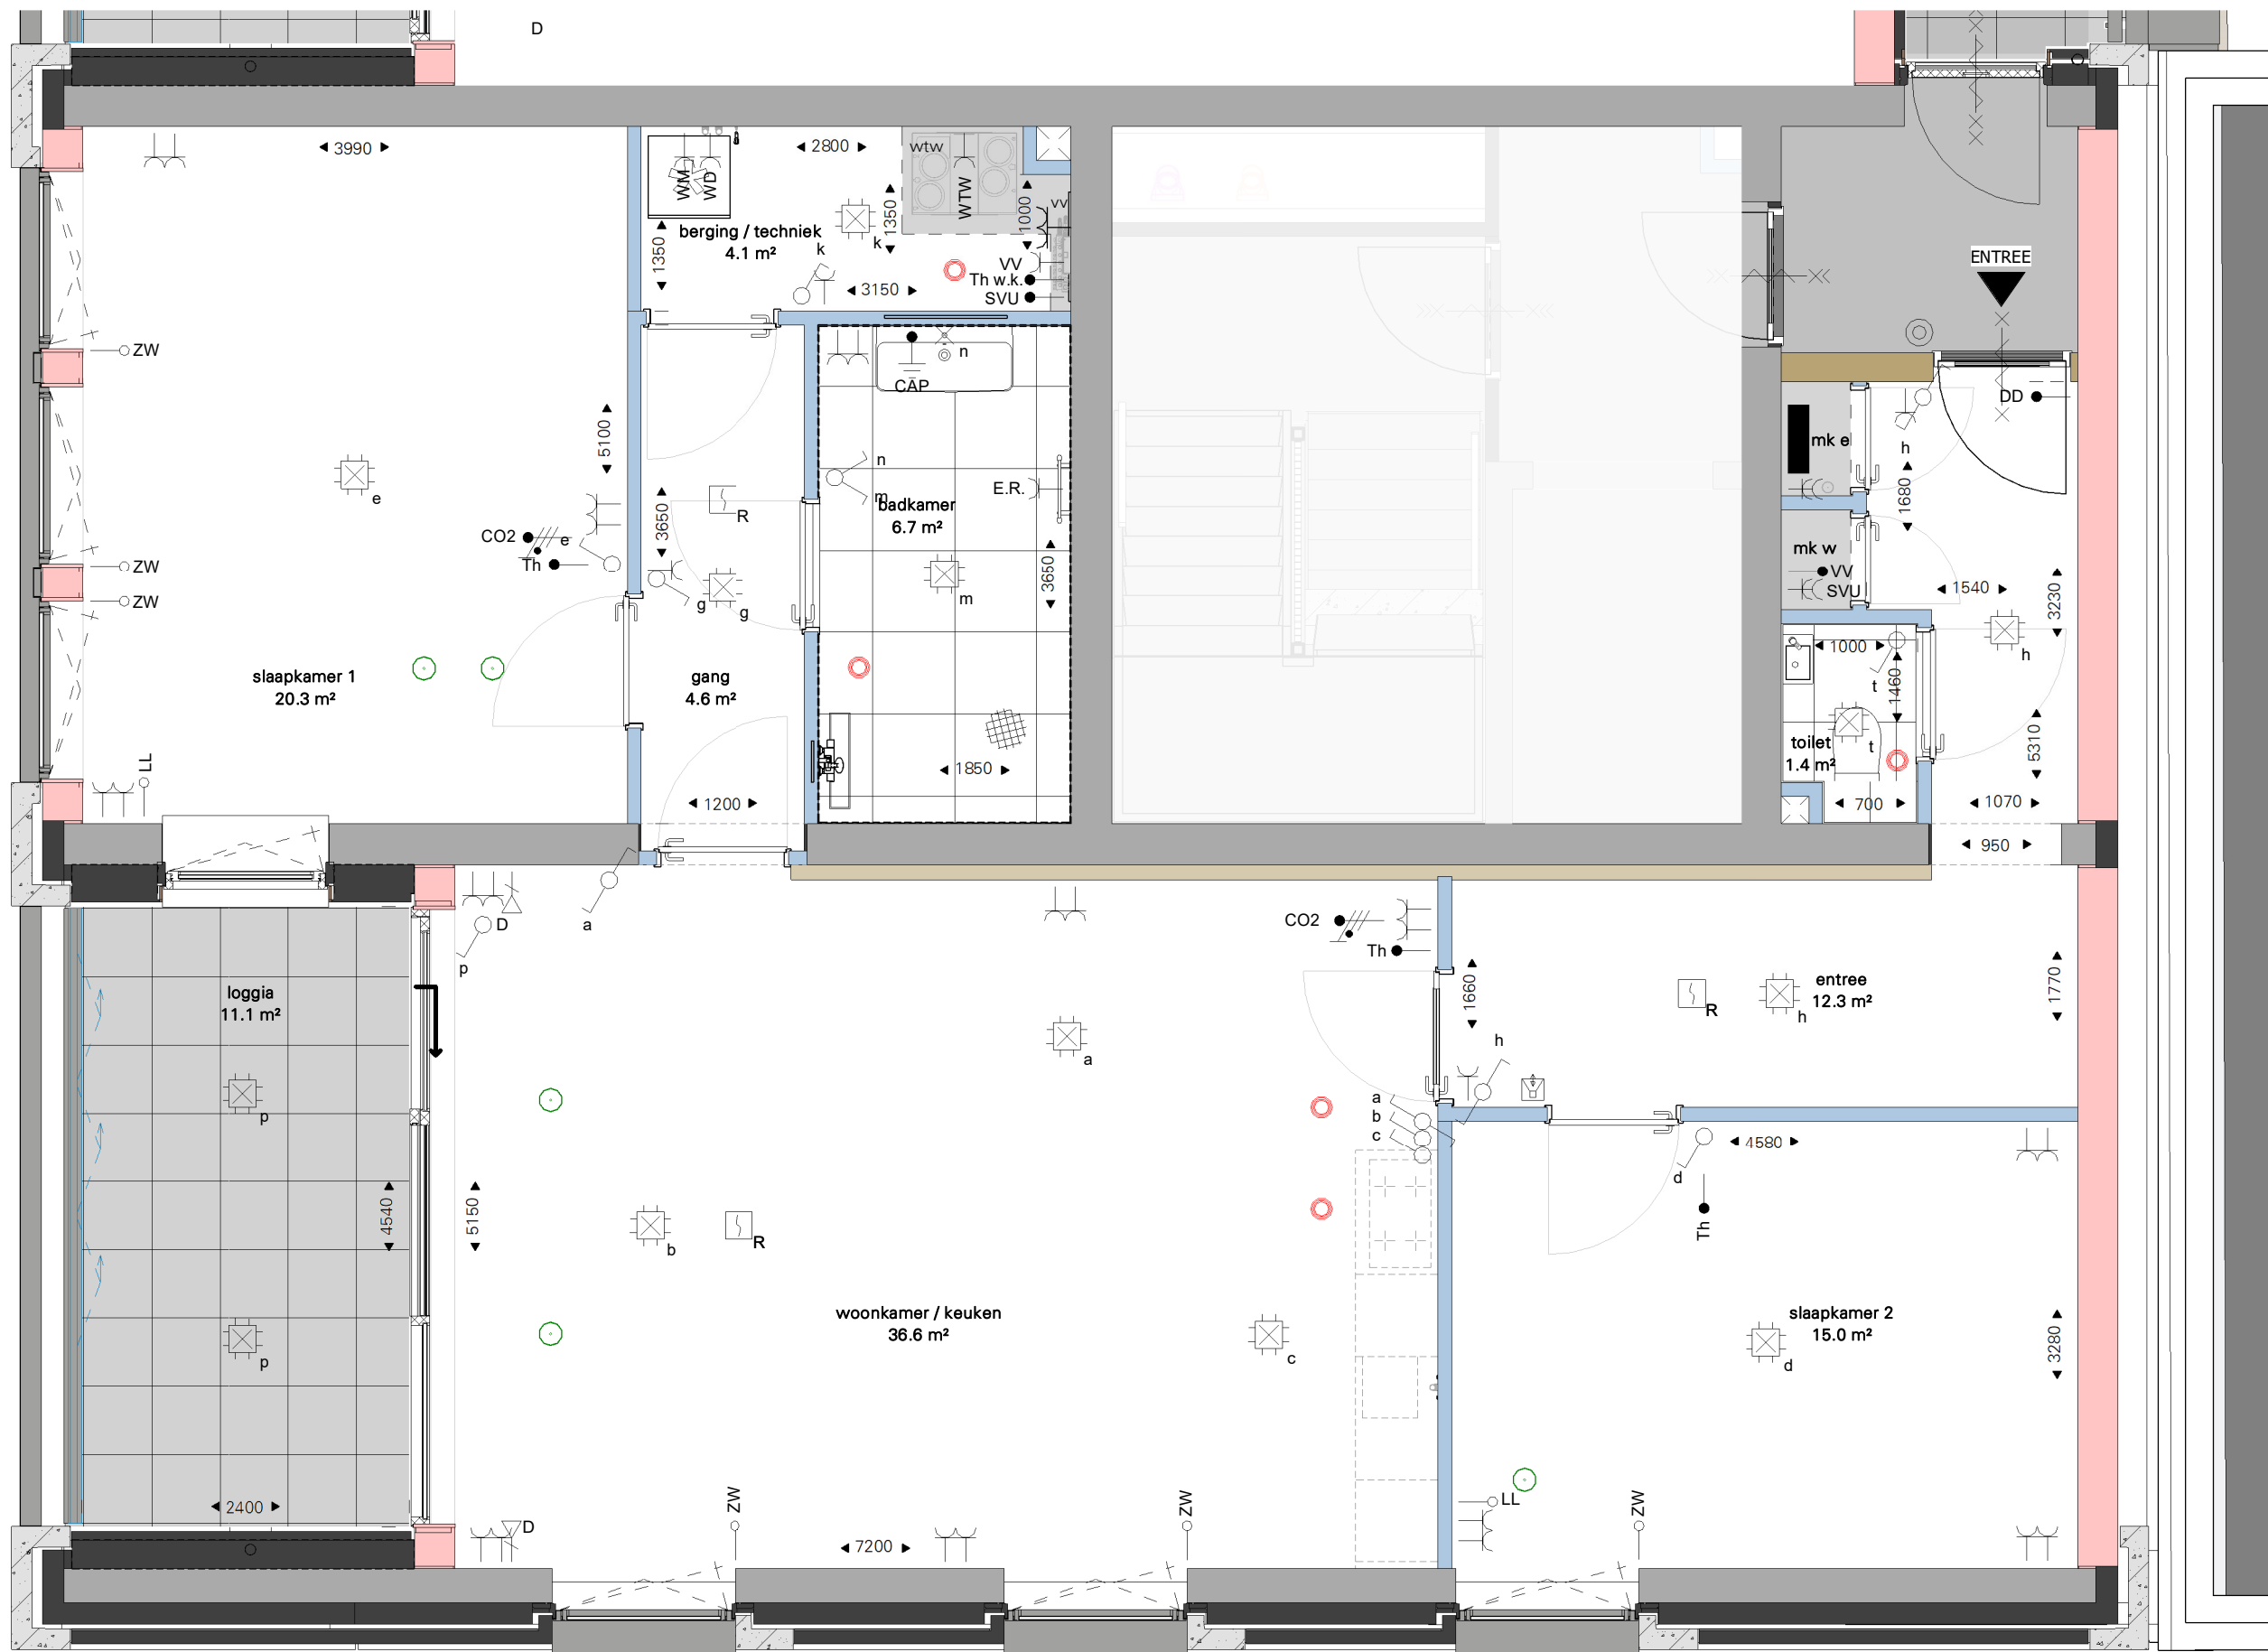 D
3990
2800
wtw
WM
WD
1350
WTW
1000
vv
berging / techniek
4.1 m²
k
k
1350
VV
Th w.k.
SVU
3150
ENTREE
ZW
n
CAP
DD
5100
mk e
h
n
m
badkamer
6.7 m²
E.R.
e
R
3650
1680
CO2
e
Th
mk w
VV
SVU
ZW
ZW
g
g
m
3650
1540
3230
h
1000
t
1460
slaapkamer 1
20.3 m²
gang
4.6 m²
toilet
1.4 m²
t
5310
LL
1850
1200
700
1070
950
a
D
p
CO2
Th
loggia
11.1 m²
1660
entree
12.3 m²
R
h
1770
a
h
p
a
b
c
4580
d
Th
4540
5150
b
R
woonkamer / keuken
36.6 m²
slaapkamer 2
15.0 m²
p
c
d
3280
2400
ZW
ZW
LL
ZW
D
7200